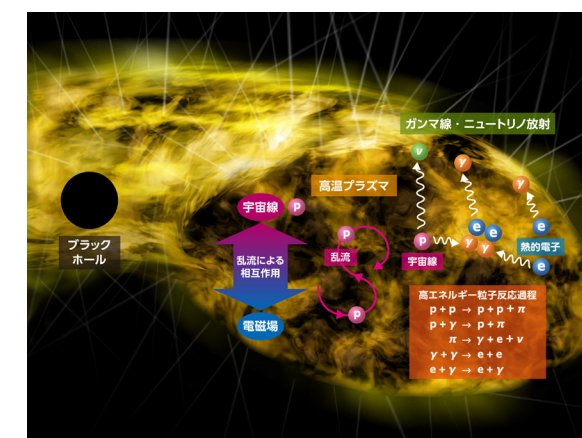 ガンマ線・ニュートリノ放射
ν
γ
γ
高温プラズマ
宇宙線 p
ブラック
ホール
乱流による
相互作用
電磁場
p
乱流
p
p
宇宙線
e
e
γ
γ
e
熱的電子
e
高エネルギー粒子反応過程
p + p → p + p + π
p + γ → p + π
π → γ + e + ν
γ + γ → e + e
e + γ → e + γ